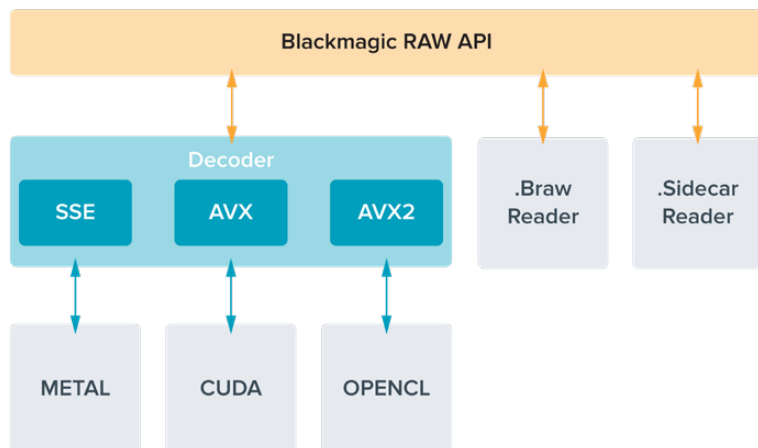 Blackmagic RAW API
Decoder
SSE
AVX
AVX2
.Braw
Reader
.Sidecar
Reader
METAL
CUDA
OPENCL